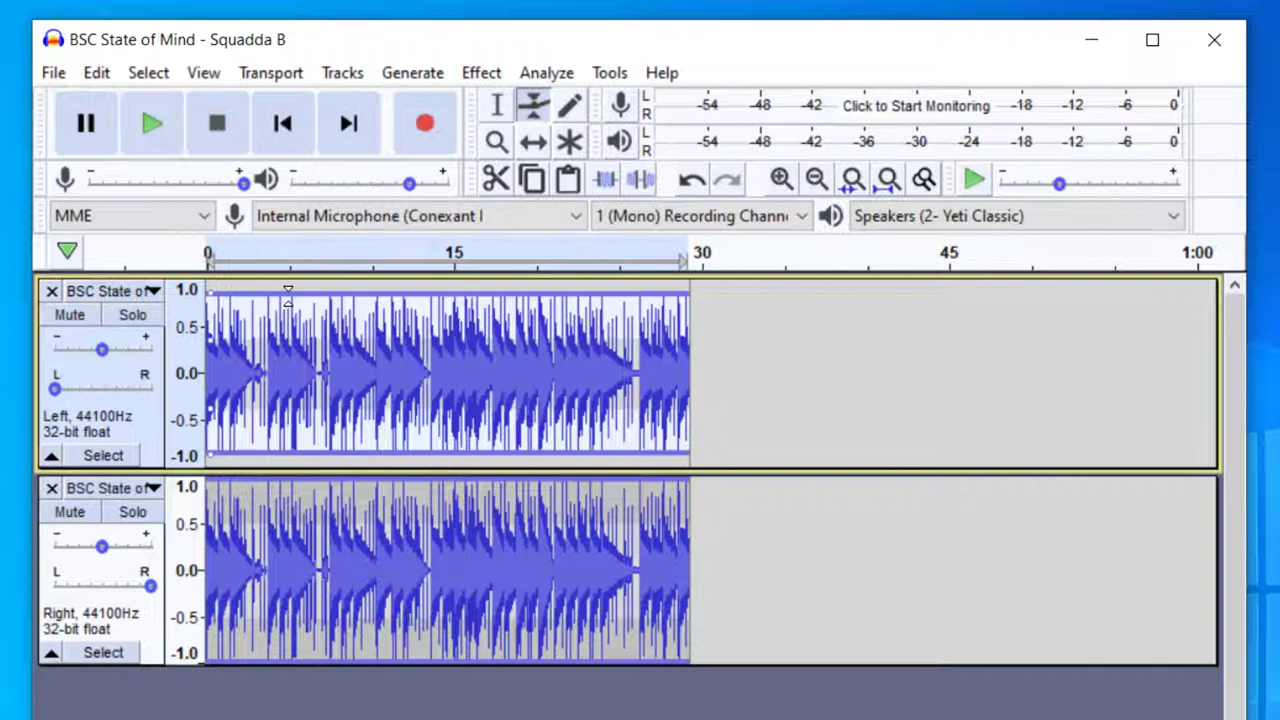 BSC State of Mind - Squadda B
File Edit Select View Transport Tracks Generate Effect Analyze Tools Help
L R -54 -48 -42 Click to Start Monitoring -18 -12 -6 0
L R -54 -48 -42 -36 -30 -24 -18 -12 -6 0
- + - + - +
MME Internal Microphone (Conexant I 1 (Mono) Recording Chann Speakers (2- Yeti Classic)
0 15 30 45 1:00
BSC State of 1.0
Mute Solo
- + 0.5
L R 0.0
Left, 44100Hz -0.5
32-bit float
Select -1.0
BSC State of 1.0
Mute Solo
- + 0.5
L R 0.0
Right, 44100Hz -0.5
32-bit float
Select -1.0